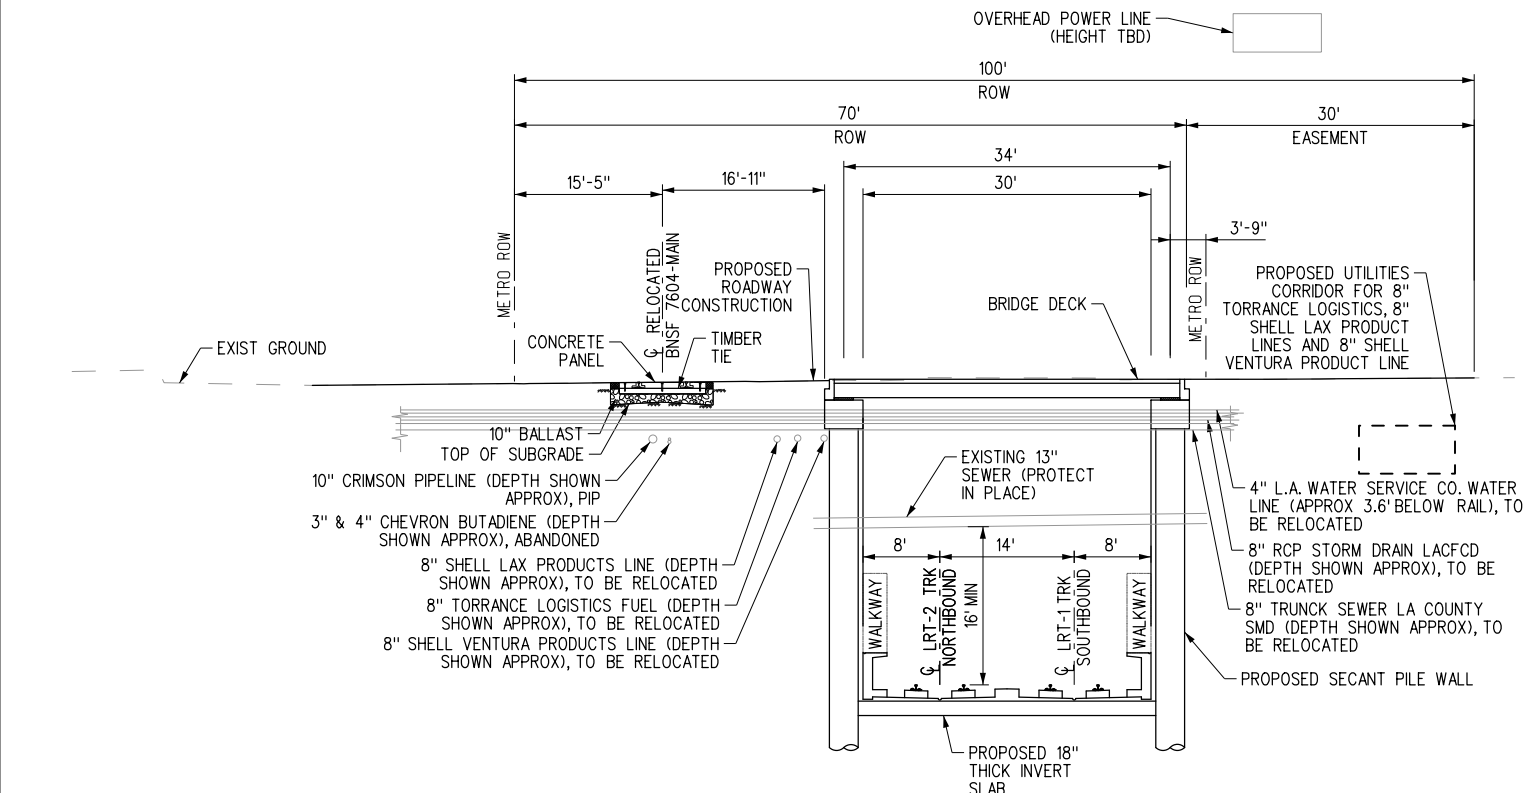 OVERHEAD POWER LINE
(HEIGHT TBD)
100'
ROW
70'
ROW
30'
EASEMENT
34'
30'
15'-5"
16'-11"
3'-9"
METRO ROW
℄ RELOCATED
BNSF 7604-MAIN
PROPOSED
ROADWAY
CONSTRUCTION
BRIDGE DECK
METRO ROW
PROPOSED UTILITIES
CORRIDOR FOR 8"
TORRANCE LOGISTICS, 8"
SHELL LAX PRODUCT
LINES AND 8" SHELL
VENTURA PRODUCT LINE
EXIST GROUND
CONCRETE
PANEL
TIMBER
TIE
10" BALLAST
TOP OF SUBGRADE
10" CRIMSON PIPELINE (DEPTH SHOWN
APPROX), PIP
3" & 4" CHEVRON BUTADIENE (DEPTH
SHOWN APPROX), ABANDONED
8" SHELL LAX PRODUCTS LINE (DEPTH
SHOWN APPROX), TO BE RELOCATED
8" TORRANCE LOGISTICS FUEL (DEPTH
SHOWN APPROX), TO BE RELOCATED
8" SHELL VENTURA PRODUCTS LINE (DEPTH
SHOWN APPROX), TO BE RELOCATED
EXISTING 13"
SEWER (PROTECT
IN PLACE)
8'
14'
8'
WALKWAY
℄ LRT-2 TRK
NORTHBOUND
16' MIN
℄ LRT-1 TRK
SOUTHBOUND
WALKWAY
4" L.A. WATER SERVICE CO. WATER
LINE (APPROX 3.6' BELOW RAIL), TO
BE RELOCATED
8" RCP STORM DRAIN LACFCD
(DEPTH SHOWN APPROX), TO BE
RELOCATED
8" TRUNCK SEWER LA COUNTY
SMD (DEPTH SHOWN APPROX), TO
BE RELOCATED
PROPOSED SECANT PILE WALL
PROPOSED 18"
THICK INVERT
SLAB